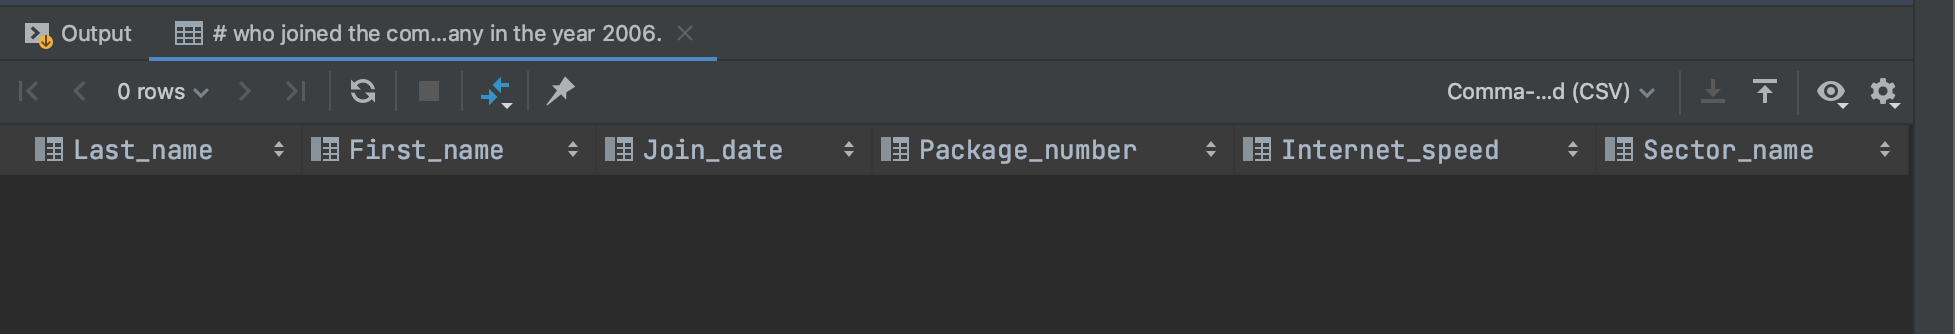 Output # who joined the com...any in the year 2006.
0 rows Comma-...d (CSV)
Last_name First_name Join_date Package_number Internet_speed Sector_name